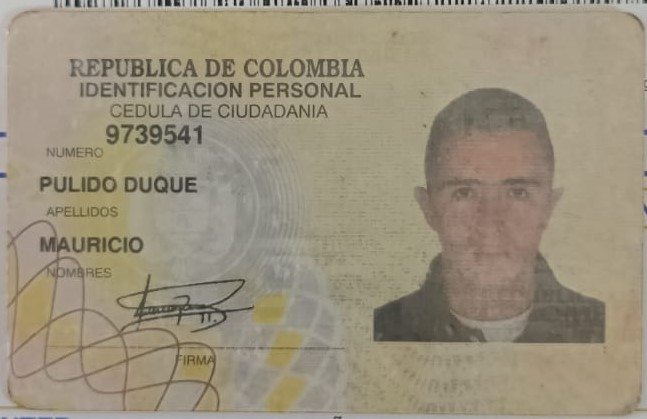 REPUBLICA DE COLOMBIA
IDENTIFICACION PERSONAL
CEDULA DE CIUDADANIA
9739541
NUMERO
PULIDO DUQUE
APELLIDOS
MAURICIO
NOMBRES
FIRMA